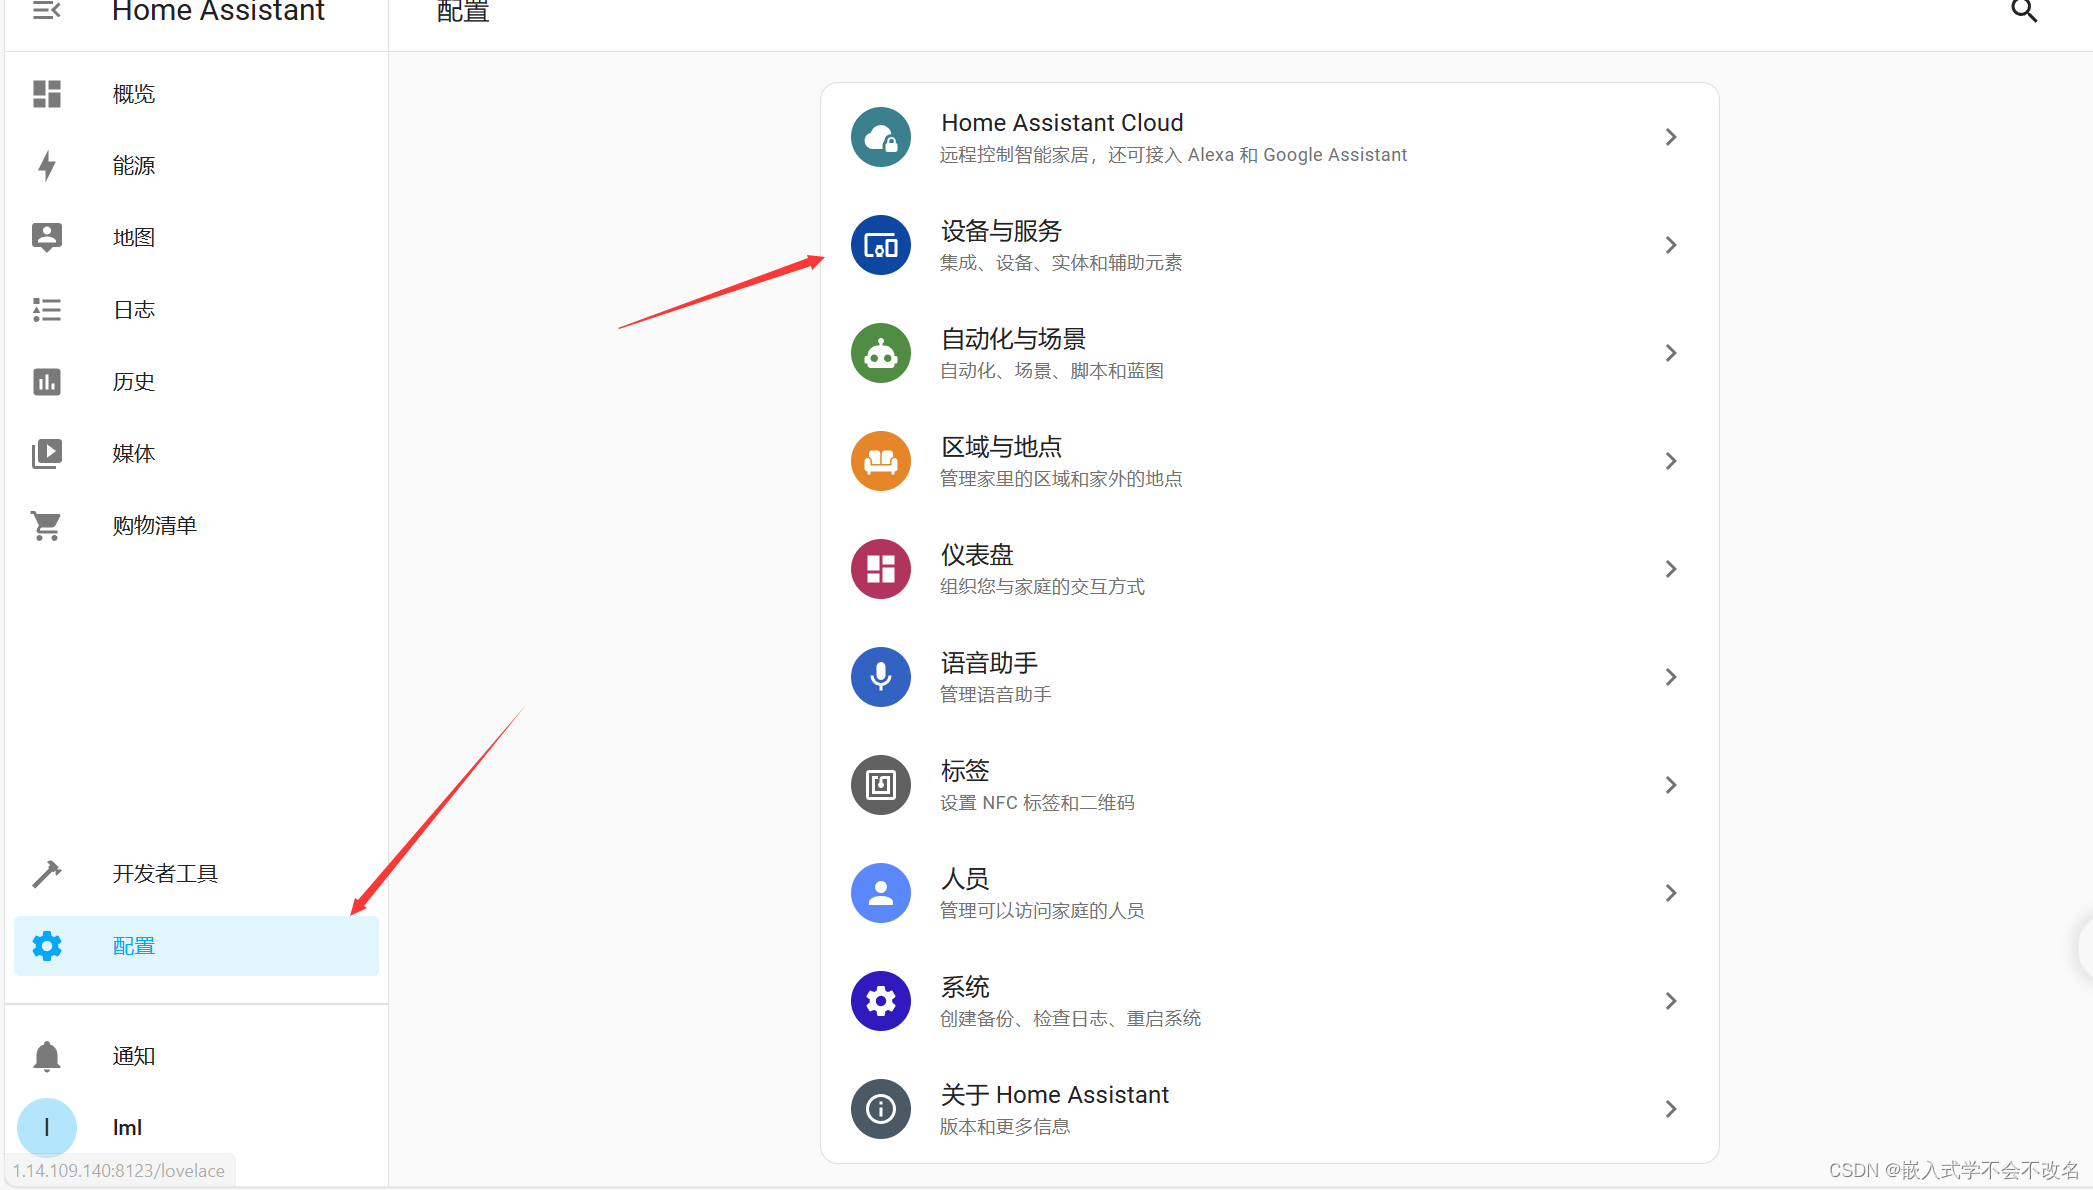 Home Assistant
配置
概览
能源
地图
日志
历史
媒体
购物清单
开发者工具
配置
通知
l
lml
1.14.109.140:8123/lovelace
Home Assistant Cloud
远程控制智能家居，还可接入 Alexa 和 Google Assistant
设备与服务
集成、设备、实体和辅助元素
自动化与场景
自动化、场景、脚本和蓝图
区域与地点
管理家里的区域和家外的地点
仪表盘
组织您与家庭的交互方式
语音助手
管理语音助手
标签
设置 NFC 标签和二维码
人员
管理可以访问家庭的人员
系统
创建备份、检查日志、重启系统
关于 Home Assistant
版本和更多信息
CSDN @嵌入式学不会不改名